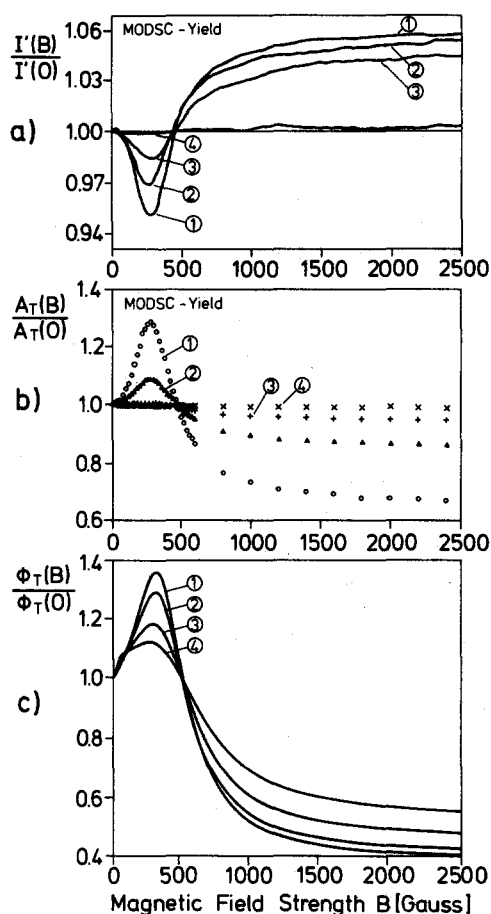 I'(B)
I'(O)
MODSC - Yield
a)
1.06
1.03
1.00
0.97
0.94
① ② ③
④ ③ ② ①
0 500 1000 1500 2000 2500
A_T(B)
A_T(O)
MODSC - Yield
b)
1.4
1.2
1.0
0.8
0.6
① ②
③ ④
0 500 1000 1500 2000 2500
Φ_T(B)
Φ_T(O)
c)
1.4
1.2
1.0
0.8
0.6
0.4
①
②
③
④
0 500 1000 1500 2000 2500
Magnetic Field Strength B [Gauss]